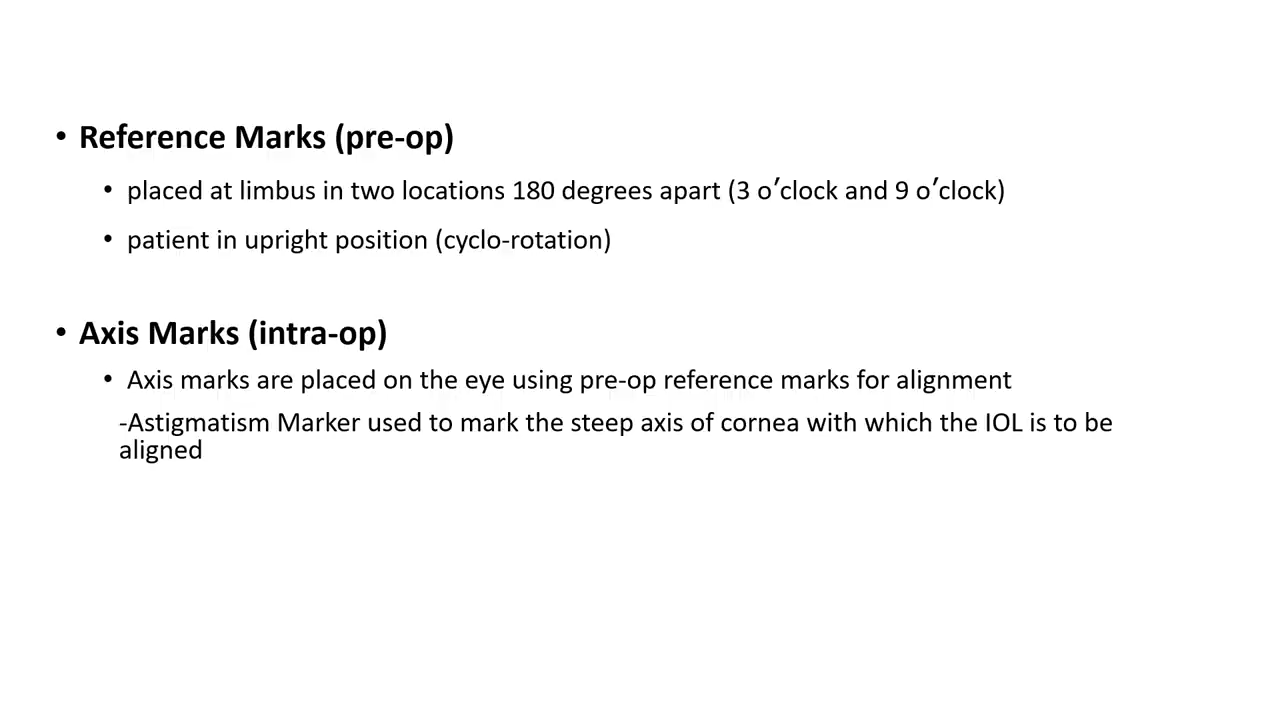 • Reference Marks (pre-op)
• placed at limbus in two locations 180 degrees apart (3 o′clock and 9 o′clock)
• patient in upright position (cyclo-rotation)
• Axis Marks (intra-op)
• Axis marks are placed on the eye using pre-op reference marks for alignment
-Astigmatism Marker used to mark the steep axis of cornea with which the IOL is to be
aligned